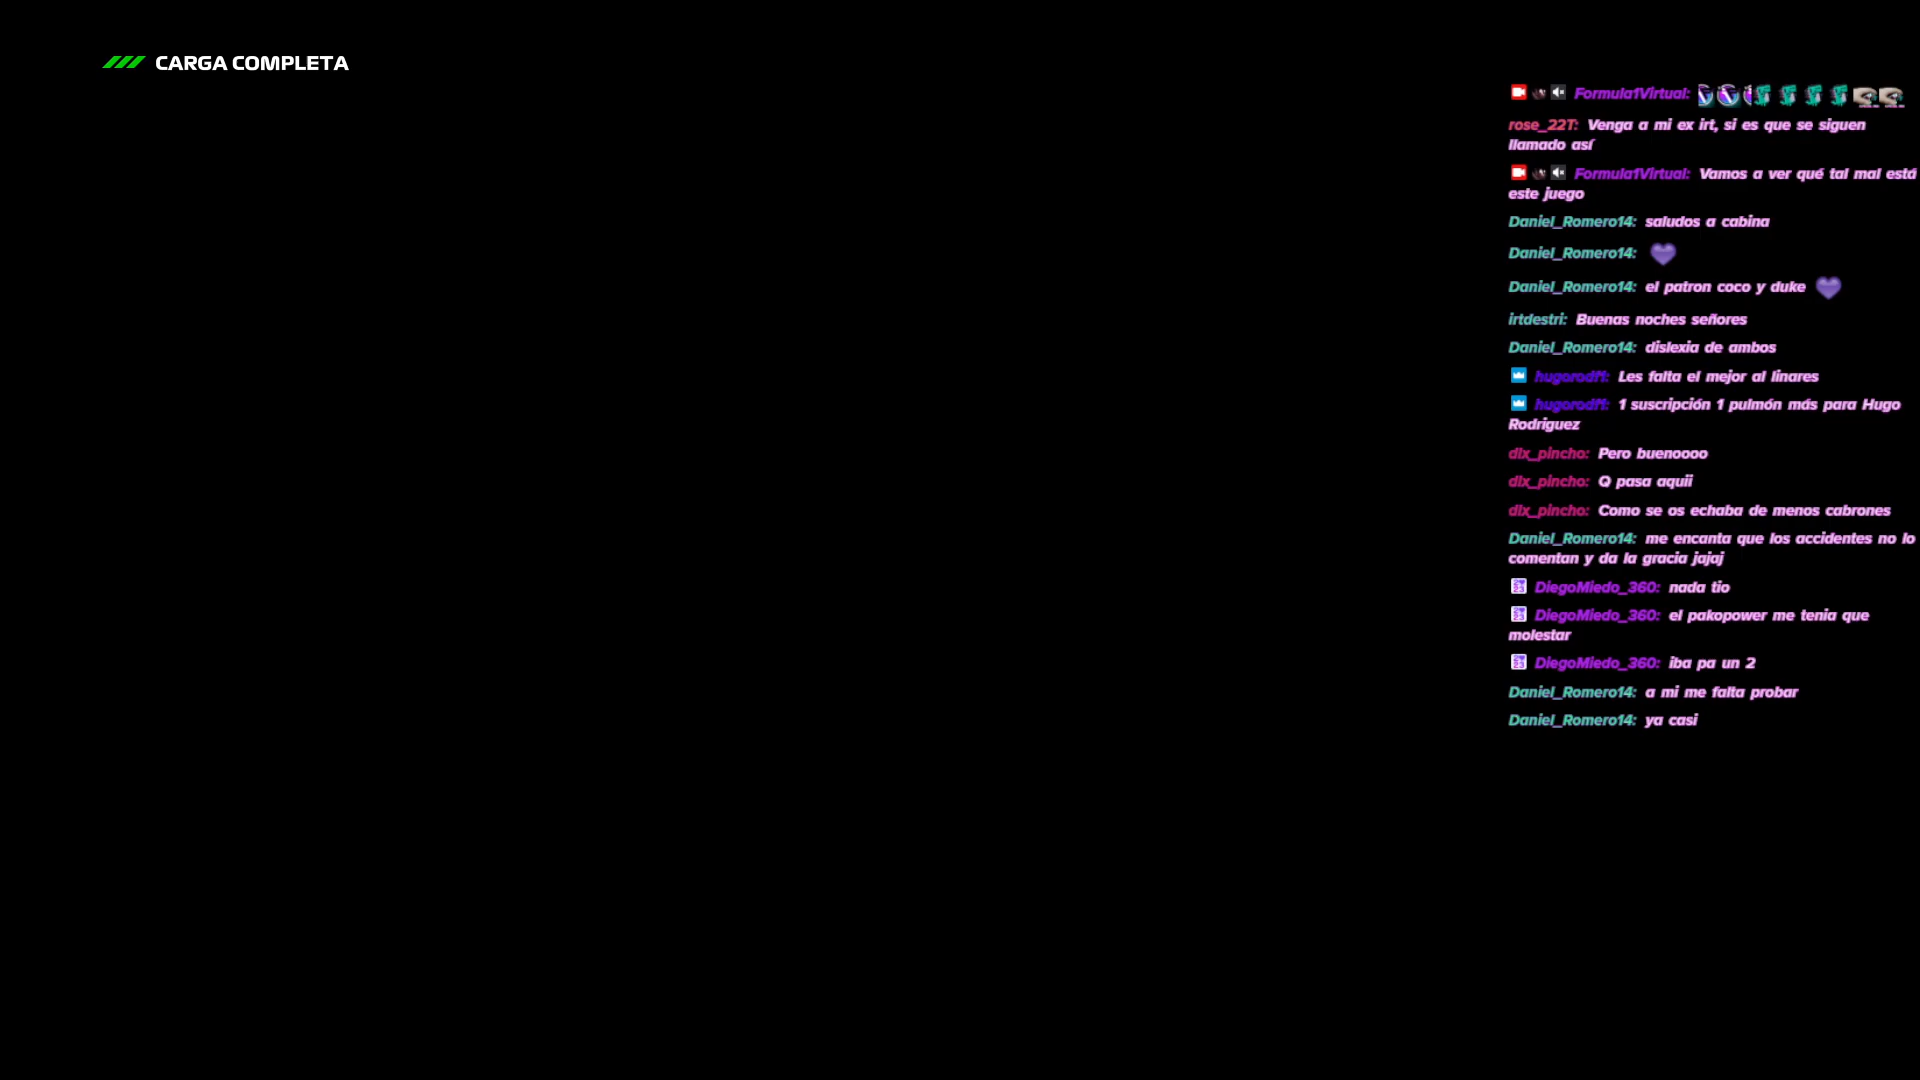 CARGA COMPLETA
Formula1Virtual:
rose_22T: Venga a mi ex irt, si es que se siguen
llamado así
Formula1Virtual: Vamos a ver qué tal mal está
este juego
Daniel_Romero14: saludos a cabina
Daniel_Romero14:
Daniel_Romero14: el patron coco y duke
irtdestri: Buenas noches señores
Daniel_Romero14: dislexia de ambos
hugorodf1: Les falta el mejor al linares
hugorodf1: 1 suscripción 1 pulmón más para Hugo
Rodriguez
dlx_pincho: Pero buenoooo
dlx_pincho: Q pasa aquii
dlx_pincho: Como se os echaba de menos cabrones
Daniel_Romero14: me encanta que los accidentes no lo
comentan y da la gracia jajaj
DiegoMiedo_360: nada tio
DiegoMiedo_360: el pakopower me tenia que
molestar
DiegoMiedo_360: iba pa un 2
Daniel_Romero14: a mi me falta probar
Daniel_Romero14: ya casi